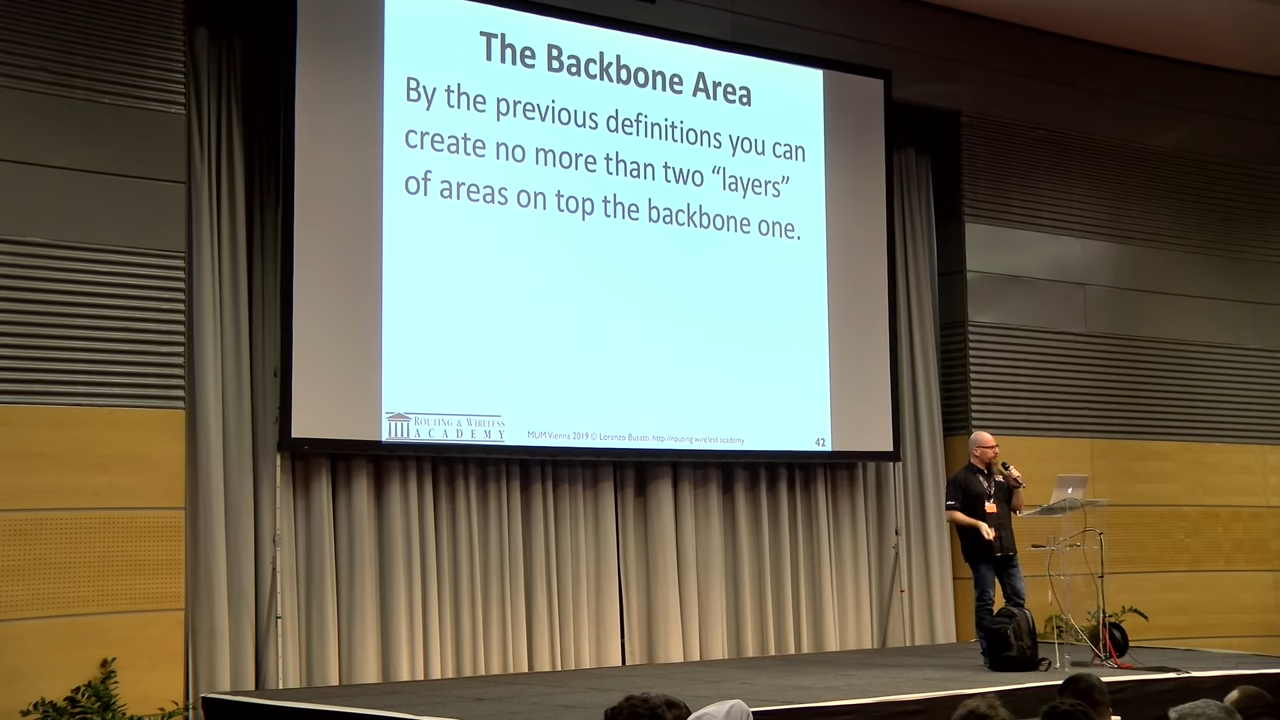 The Backbone Area
By the previous definitions you can
create no more than two “layers”
of areas on top the backbone one.
ROUTING & WIRELESS
ACADEMY
MUM Vienna 2019 © Lorenzo Busatti, http://routing.wireless.academy
42